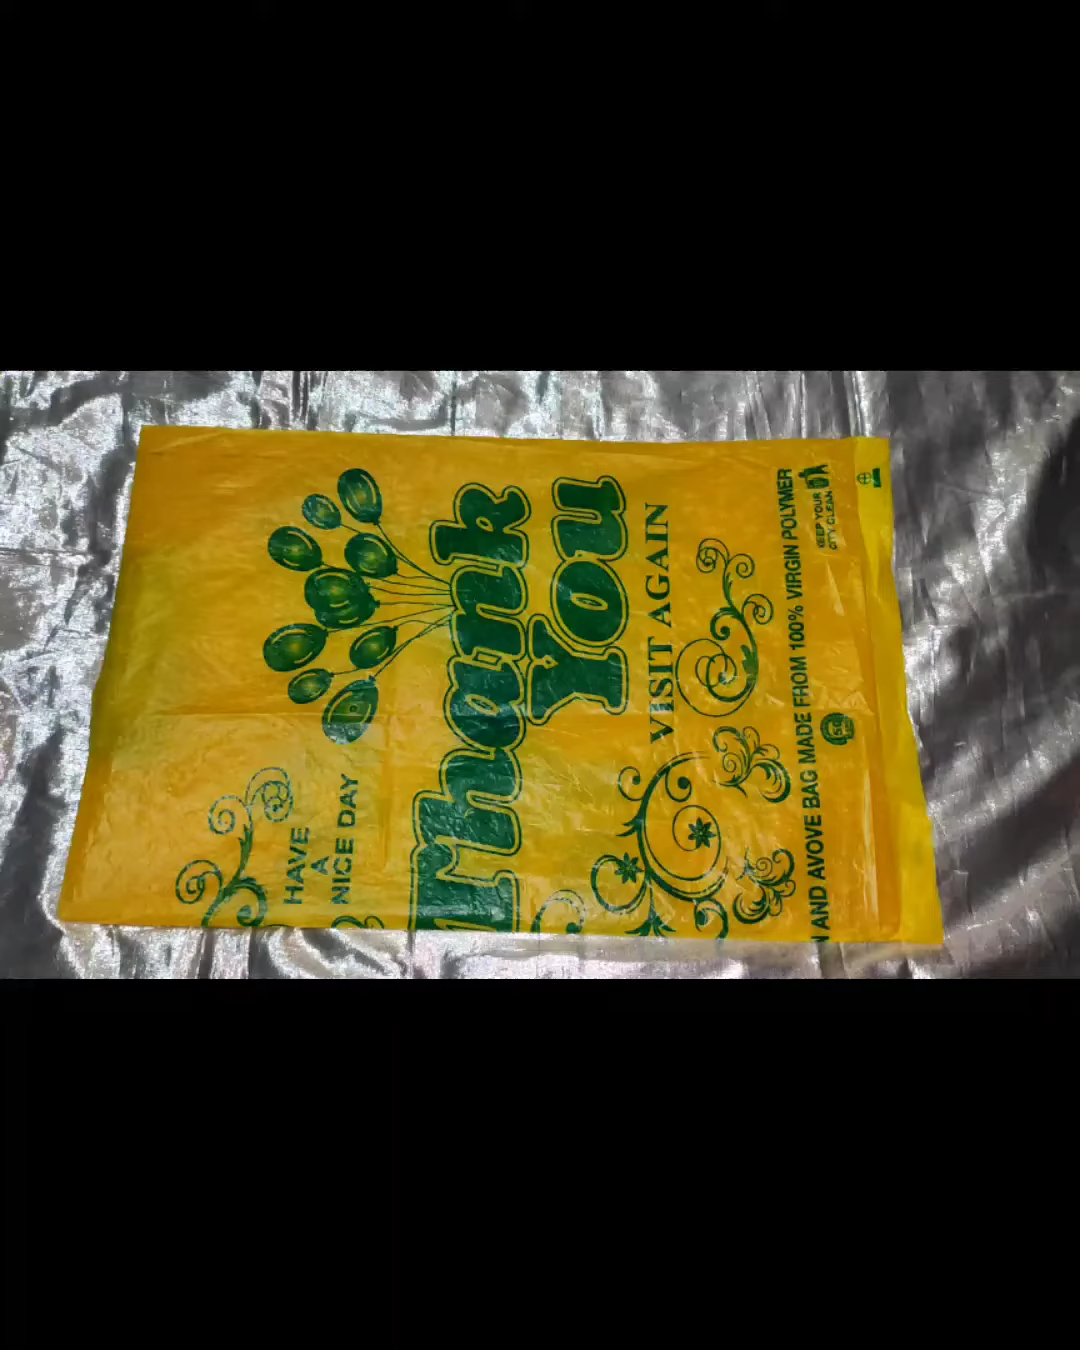 HAVE
A
NICE DAY
Thank
You
VISIT AGAIN
AND AVOVE BAG MADE FROM 100% VIRGIN POLYMER
KEEP YOUR
CITY CLEAN